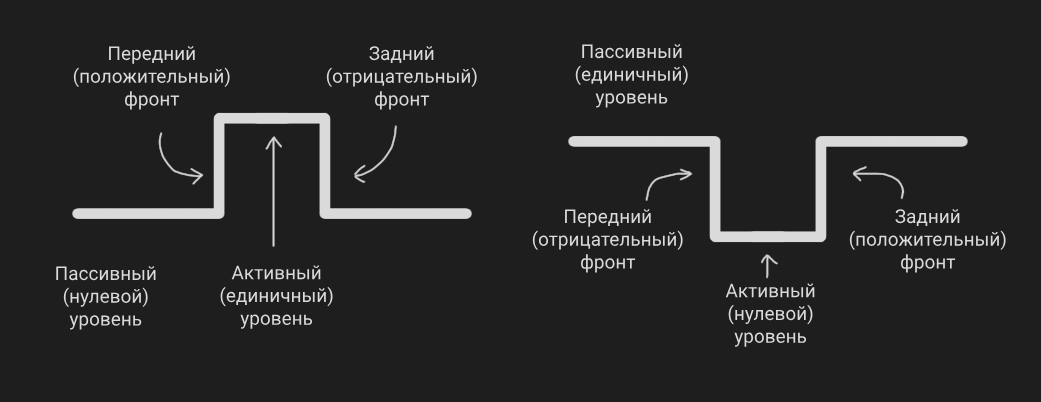 Передний
(положительный)
фронт
Задний
(отрицательный)
фронт
Пассивный
(нулевой)
уровень
Активный
(единичный)
уровень
Пассивный
(единичный)
уровень
Передний
(отрицательный)
фронт
Задний
(положительный)
фронт
Активный
(нулевой)
уровень